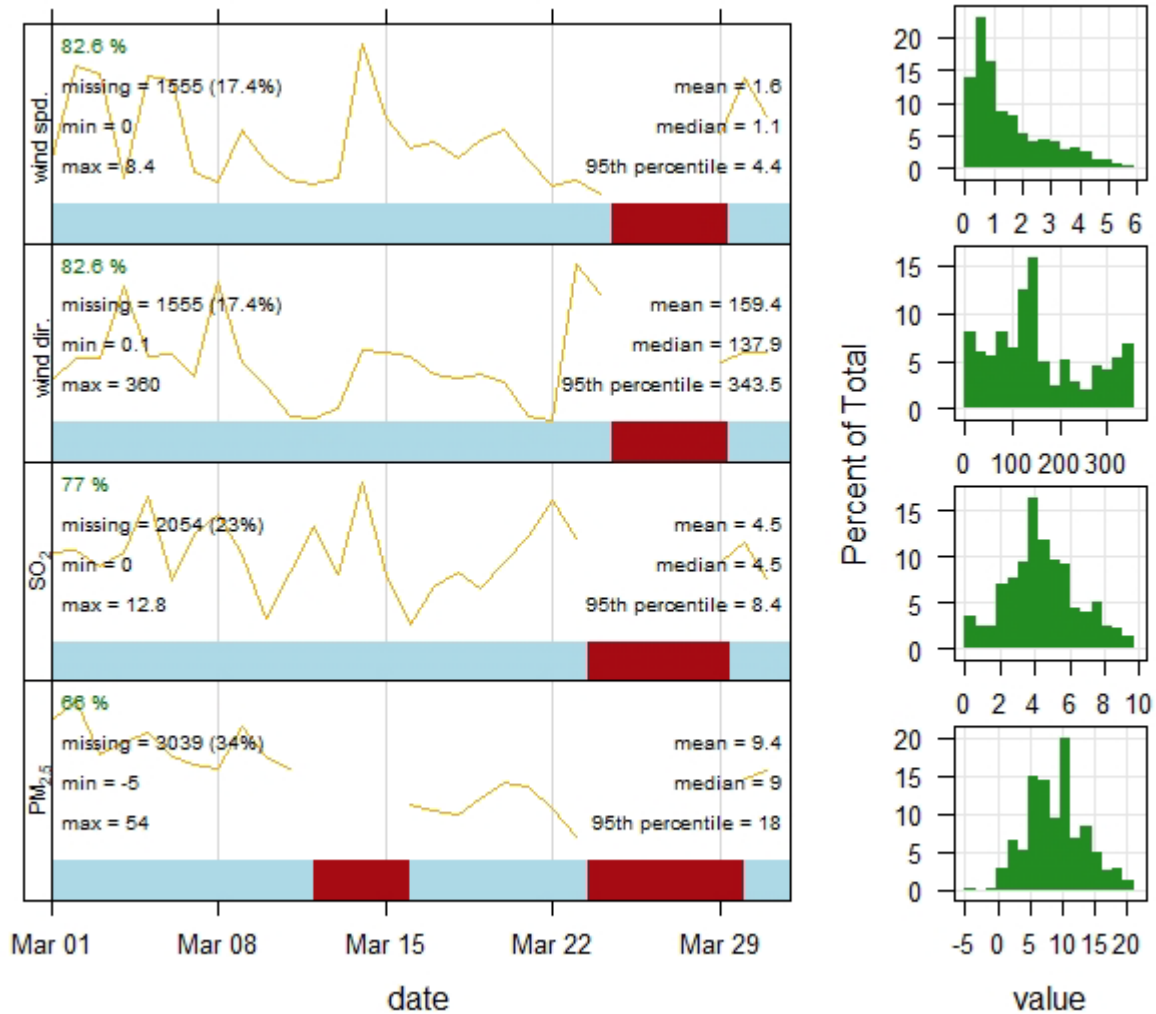 wind spd.
82.6 %
missing = 1555 (17.4%)
min = 0
max = 8.4
mean = 1.6
median = 1.1
95th percentile = 4.4
wind dir.
82.6 %
missing = 1555 (17.4%)
min = 0.1
max = 360
mean = 159.4
median = 137.9
95th percentile = 343.5
SO2
77 %
missing = 2054 (23%)
min = 0
max = 12.8
mean = 4.5
median = 4.5
95th percentile = 8.4
PM2.5
66 %
missing = 3039 (34%)
min = -5
max = 54
mean = 9.4
median = 9
95th percentile = 18
Mar 01 Mar 08 Mar 15 Mar 22 Mar 29
date
Percent of Total
20
15
10
5
0
0 1 2 3 4 5 6
15
10
5
0
0 100 200 300
15
10
5
0
0 2 4 6 8 10
20
15
10
5
0
-5 0 5 10 15 20
value